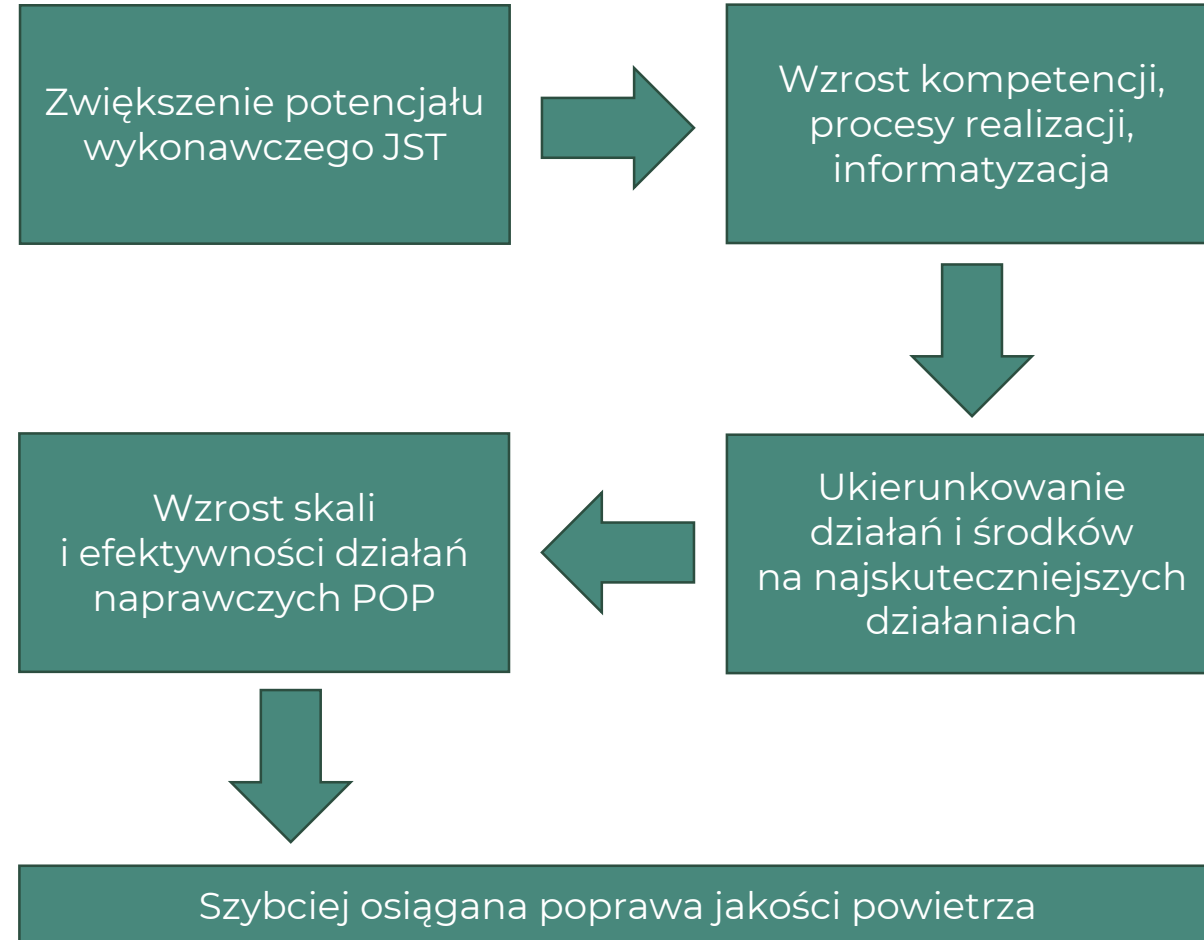 Zwiększenie potencjału
wykonawczego JST
Wzrost kompetencji,
procesy realizacji,
informatyzacja
Ukierunkowanie
działań i środków
na najskuteczniejszych
działaniach
Wzrost skali
i efektywności działań
naprawczych POP
Szybciej osiągana poprawa jakości powietrza